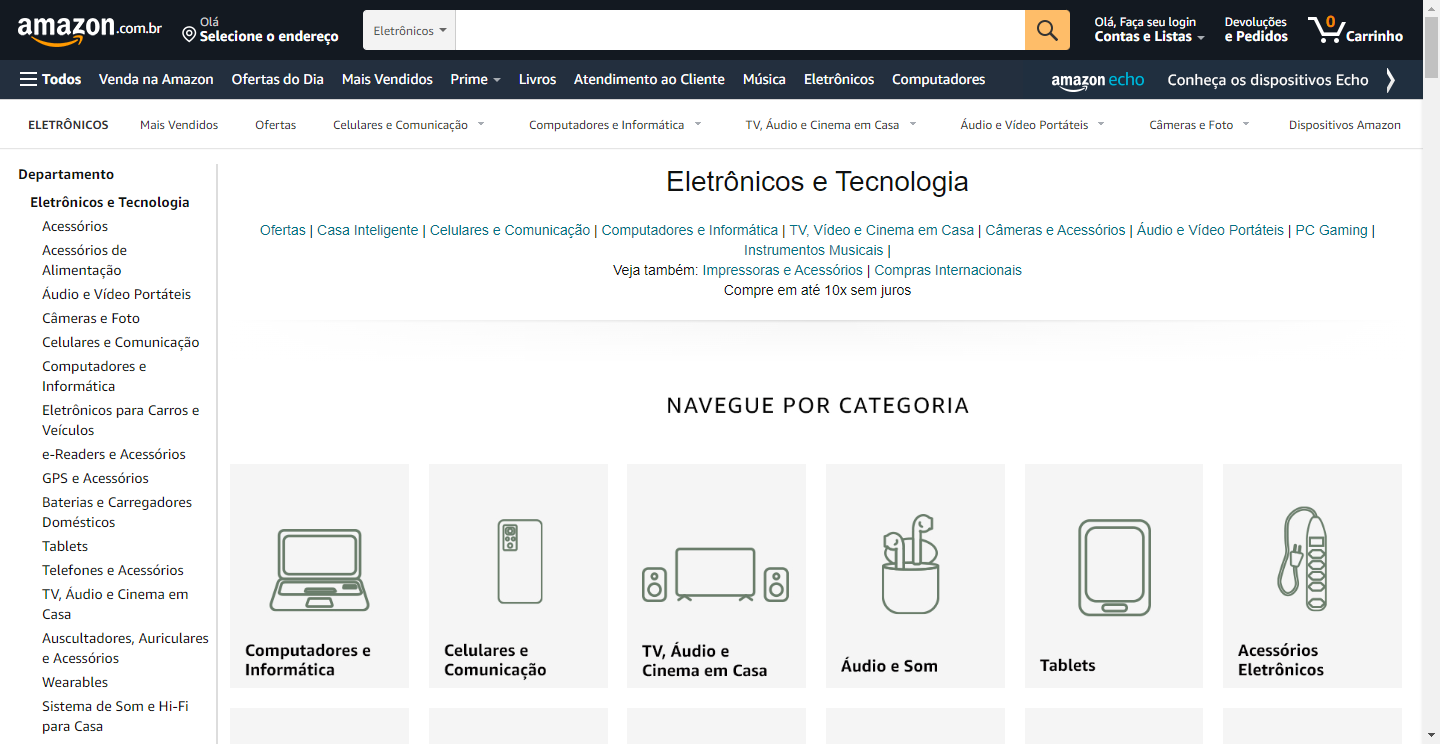 amazon.com.br
Olá
Selecione o endereço
Eletrônicos
Olá, Faça seu login
Contas e Listas
Devoluções
e Pedidos
0
Carrinho
Todos Venda na Amazon Ofertas do Dia Mais Vendidos Prime Livros Atendimento ao Cliente Música Eletrônicos Computadores
amazon echo Conheça os dispositivos Echo
ELETRÔNICOS Mais Vendidos Ofertas Celulares e Comunicação Computadores e Informática TV, Áudio e Cinema em Casa Áudio e Vídeo Portáteis Câmeras e Foto Dispositivos Amazon
Departamento
Eletrônicos e Tecnologia
Acessórios
Acessórios de
Alimentação
Áudio e Vídeo Portáteis
Câmeras e Foto
Celulares e Comunicação
Computadores e
Informática
Eletrônicos para Carros e
Veículos
e-Readers e Acessórios
GPS e Acessórios
Baterias e Carregadores
Domésticos
Tablets
Telefones e Acessórios
TV, Áudio e Cinema em
Casa
Auscultadores, Auriculares
e Acessórios
Wearables
Sistema de Som e Hi-Fi
para Casa
Eletrônicos e Tecnologia
Ofertas | Casa Inteligente | Celulares e Comunicação | Computadores e Informática | TV, Vídeo e Cinema em Casa | Câmeras e Acessórios | Áudio e Vídeo Portáteis | PC Gaming |
Instrumentos Musicais |
Veja também: Impressoras e Acessórios | Compras Internacionais
Compre em até 10x sem juros
NAVEGUE POR CATEGORIA
Computadores e
Informática
Celulares e
Comunicação
TV, Áudio e
Cinema em Casa
Áudio e Som
Tablets
Acessórios
Eletrônicos